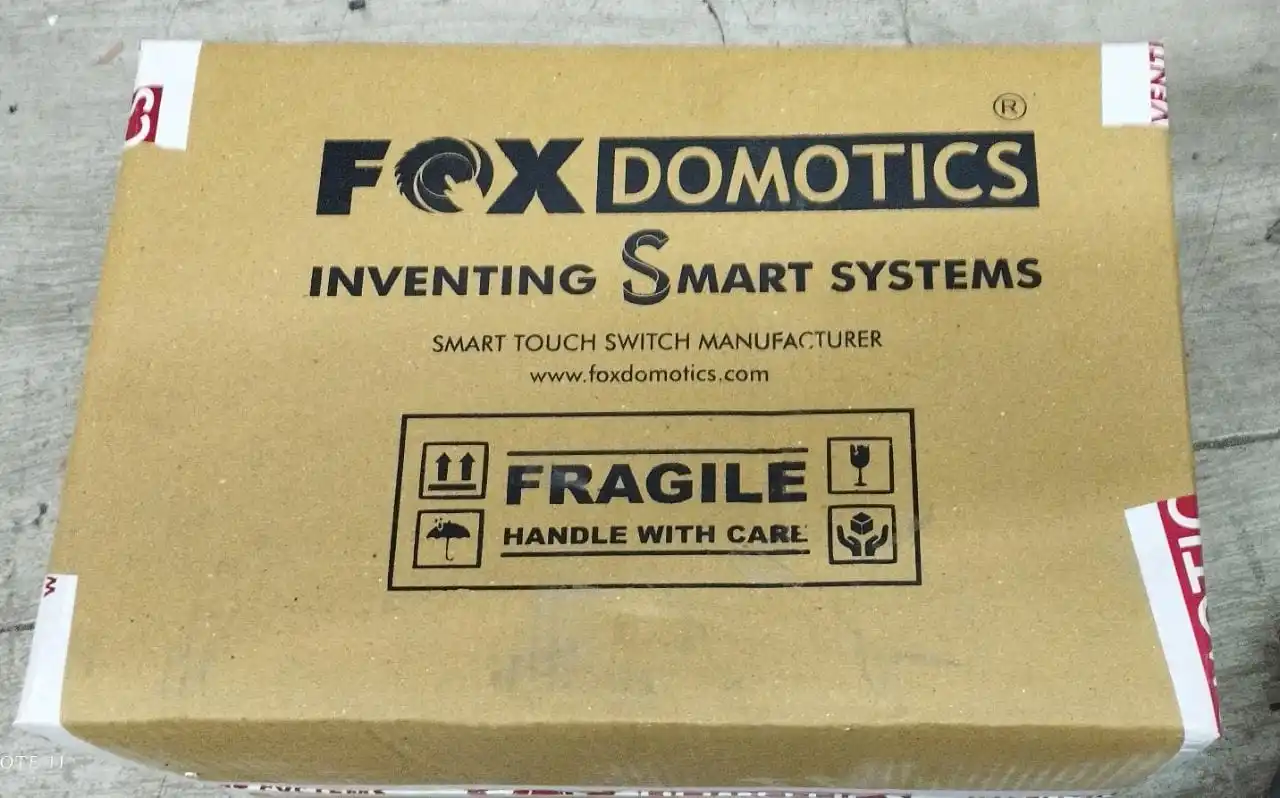 ®
FOX DOMOTICS
INVENTING SMART SYSTEMS
SMART TOUCH SWITCH MANUFACTURER
www.foxdomotics.com
FRAGILE
HANDLE WITH CARE